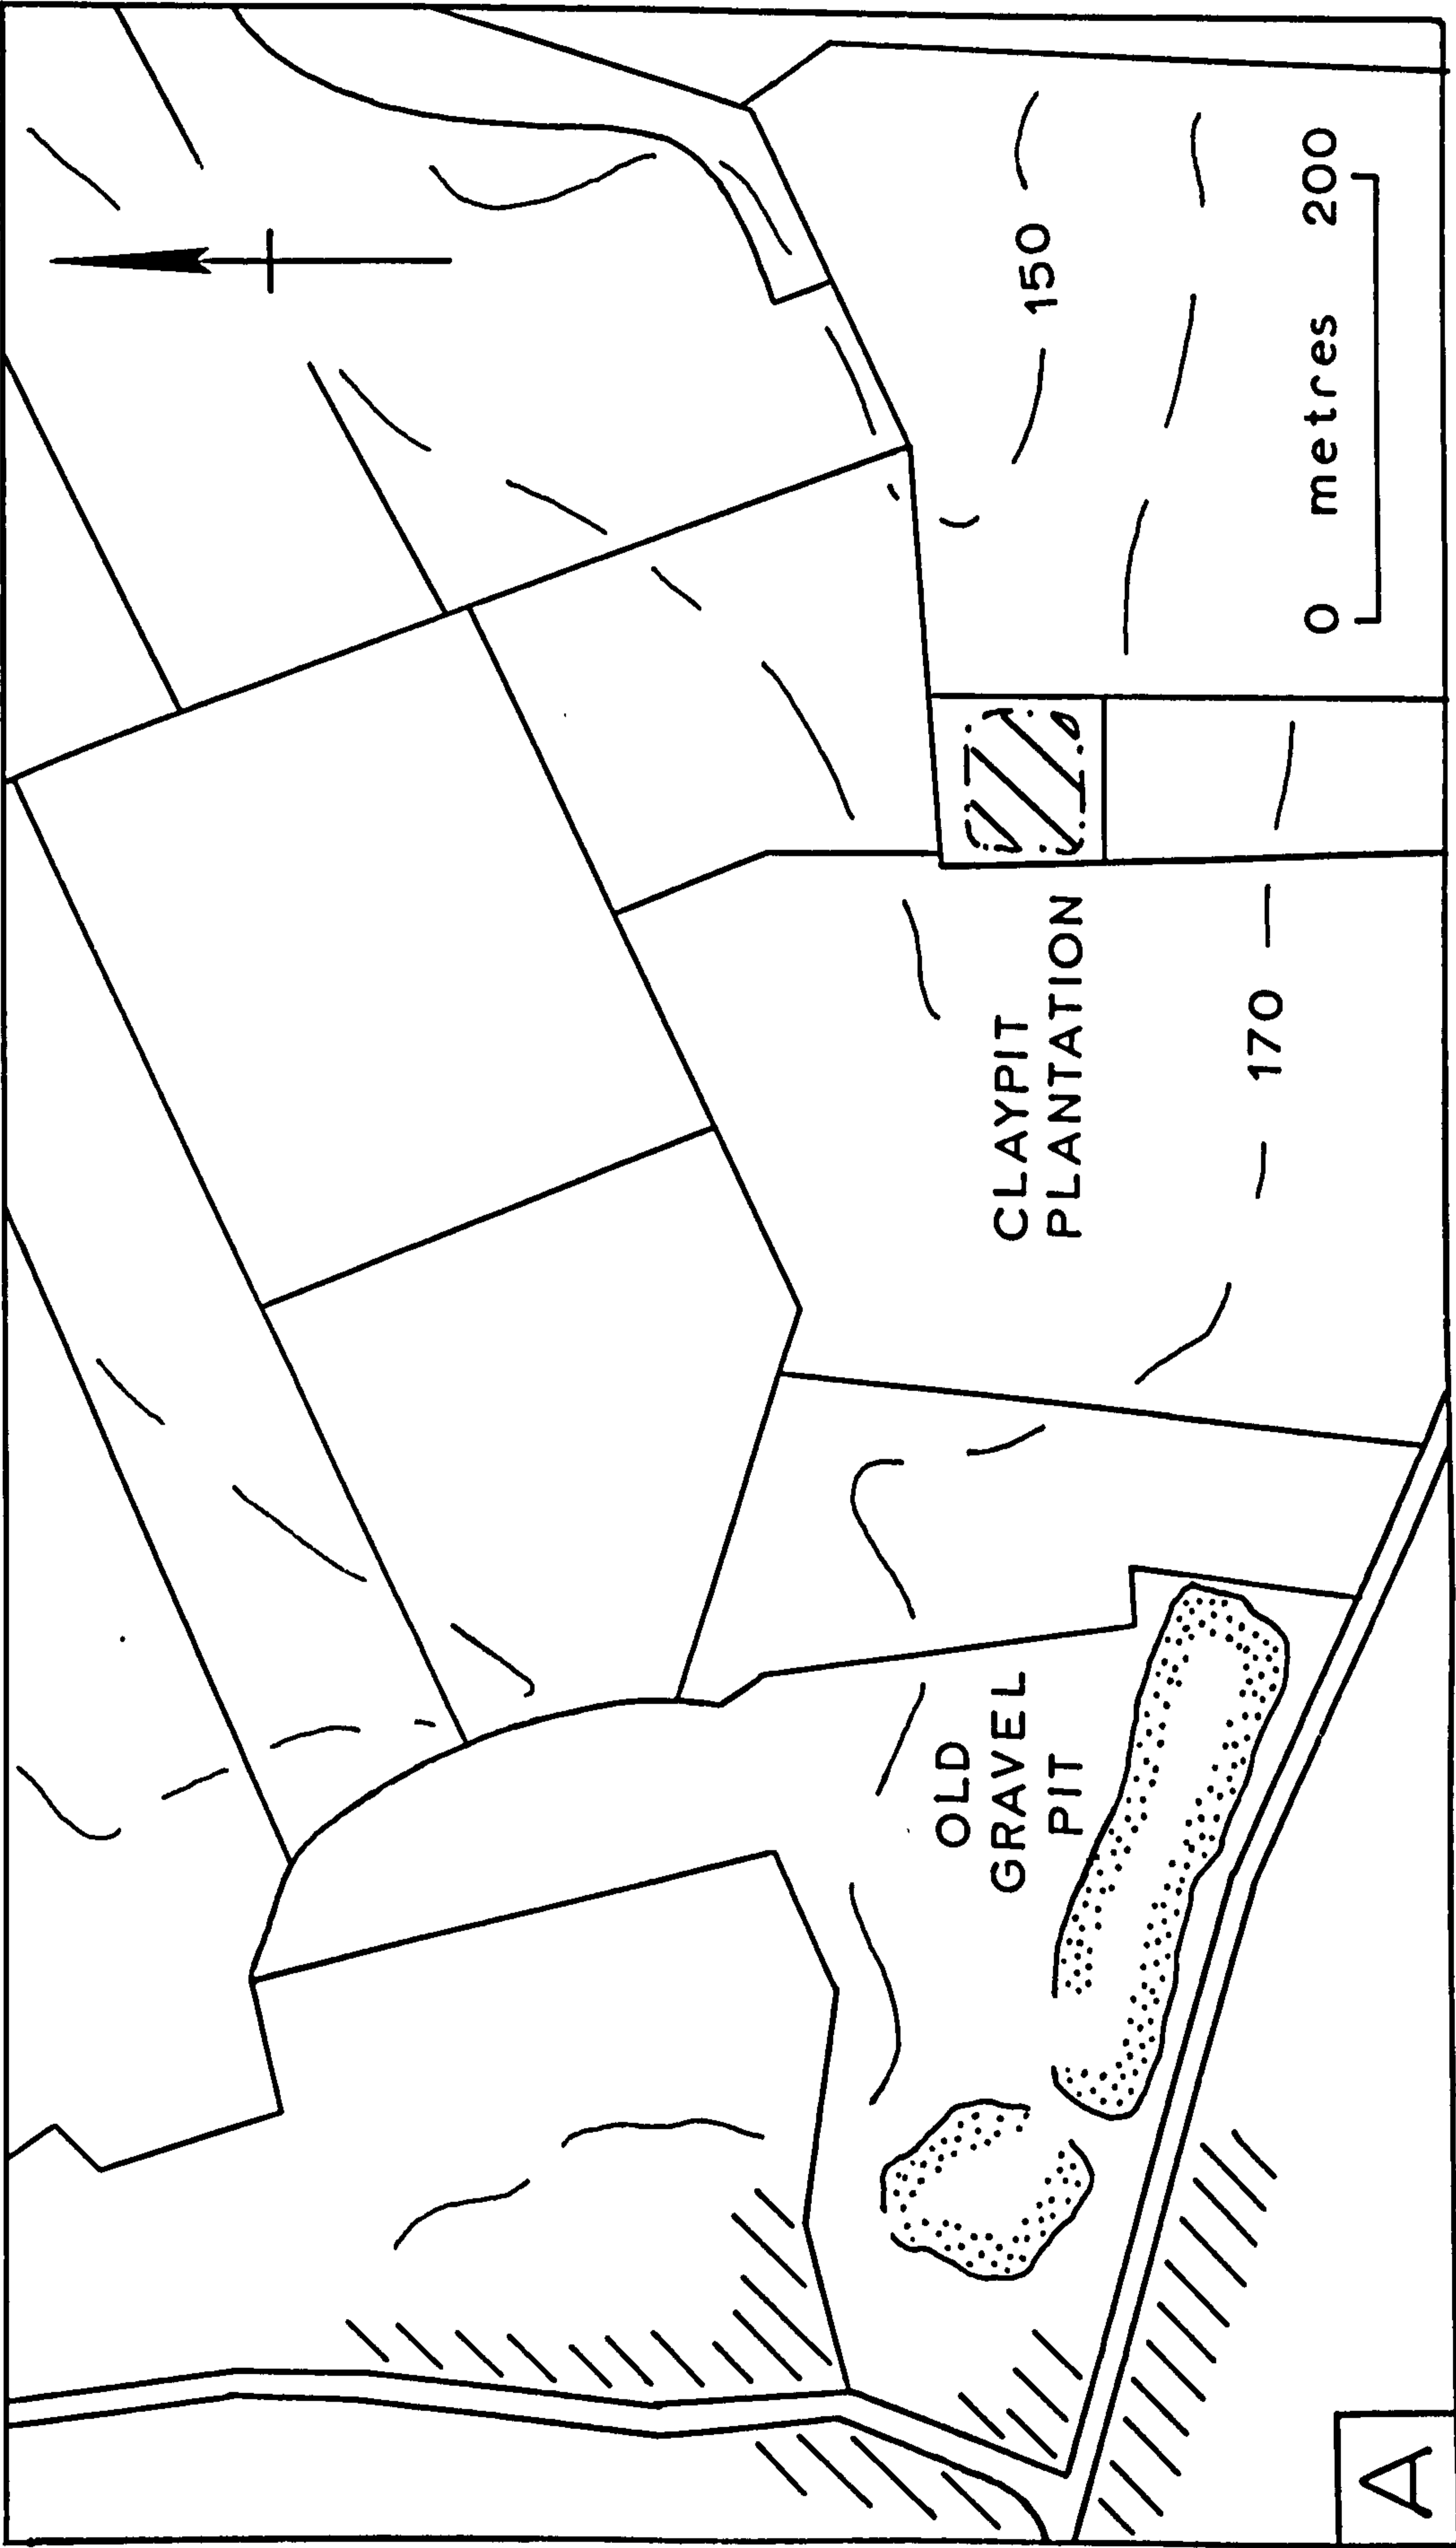 OLD
GRAVEL
PIT
CLAYPIT
PLANTATION
150
170
0 metres 200
A